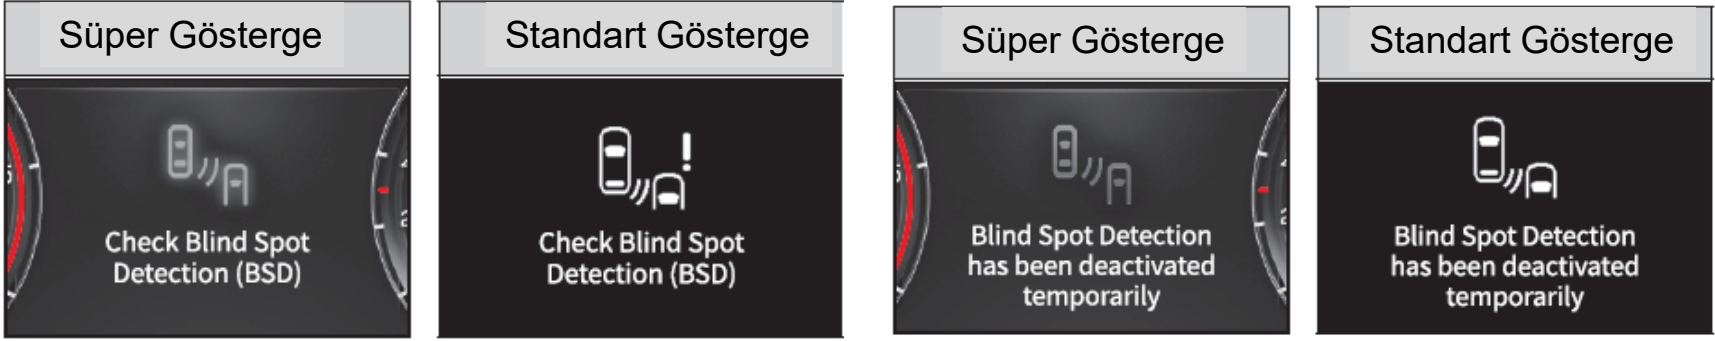 Süper Gösterge
Check Blind Spot
Detection (BSD)
Standart Gösterge
Check Blind Spot
Detection (BSD)
Süper Gösterge
Blind Spot Detection
has been deactivated
temporarily
Standart Gösterge
Blind Spot Detection
has been deactivated
temporarily